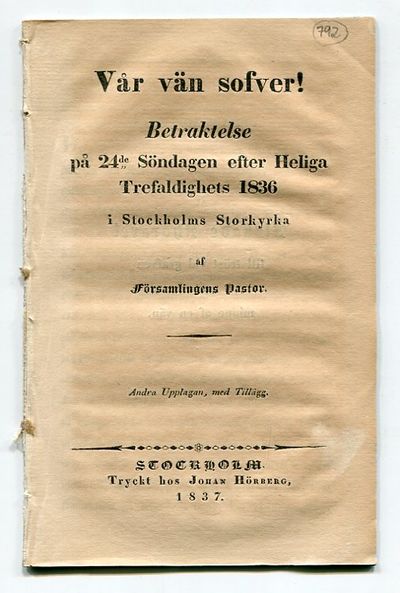 792
Vår vän sofver!
Betraktelse
på 24de Söndagen efter Heliga
Trefaldighets 1836
i Stockholms Storkyrka
af
Församlingens Pastor.
Andra Upplagan, med Tillägg.
STOCKHOLM.
Tryckt hos Johan Hörberg,
1837.